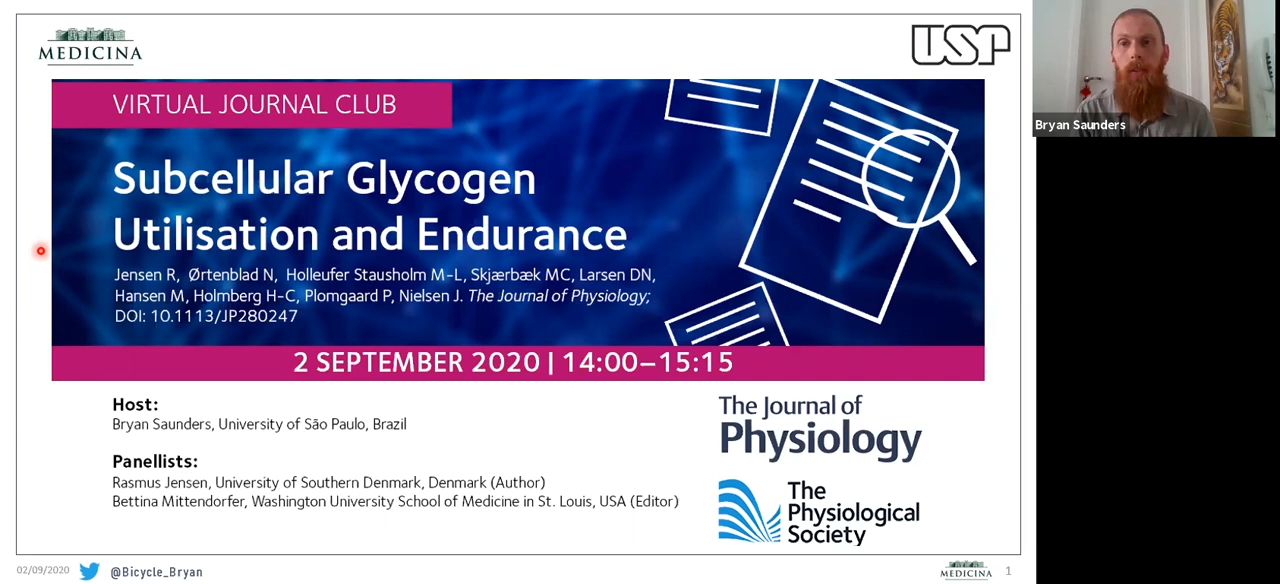 MEDICINA
USP
VIRTUAL JOURNAL CLUB
Subcellular Glycogen
Utilisation and Endurance
Jensen R, Ørtenblad N, Holleufer Stausholm M-L, Skjærbæk MC, Larsen DN,
Hansen M, Holmberg H-C, Plomgaard P, Nielsen J. The Journal of Physiology;
DOI: 10.1113/JP280247
2 SEPTEMBER 2020 | 14:00–15:15
Host:
Bryan Saunders, University of São Paulo, Brazil
Panellists:
Rasmus Jensen, University of Southern Denmark, Denmark (Author)
Bettina Mittendorfer, Washington University School of Medicine in St. Louis, USA (Editor)
The Journal of
Physiology
The
Physiological
Society
02/09/2020
@Bicycle_Bryan
MEDICINA
1
Bryan Saunders